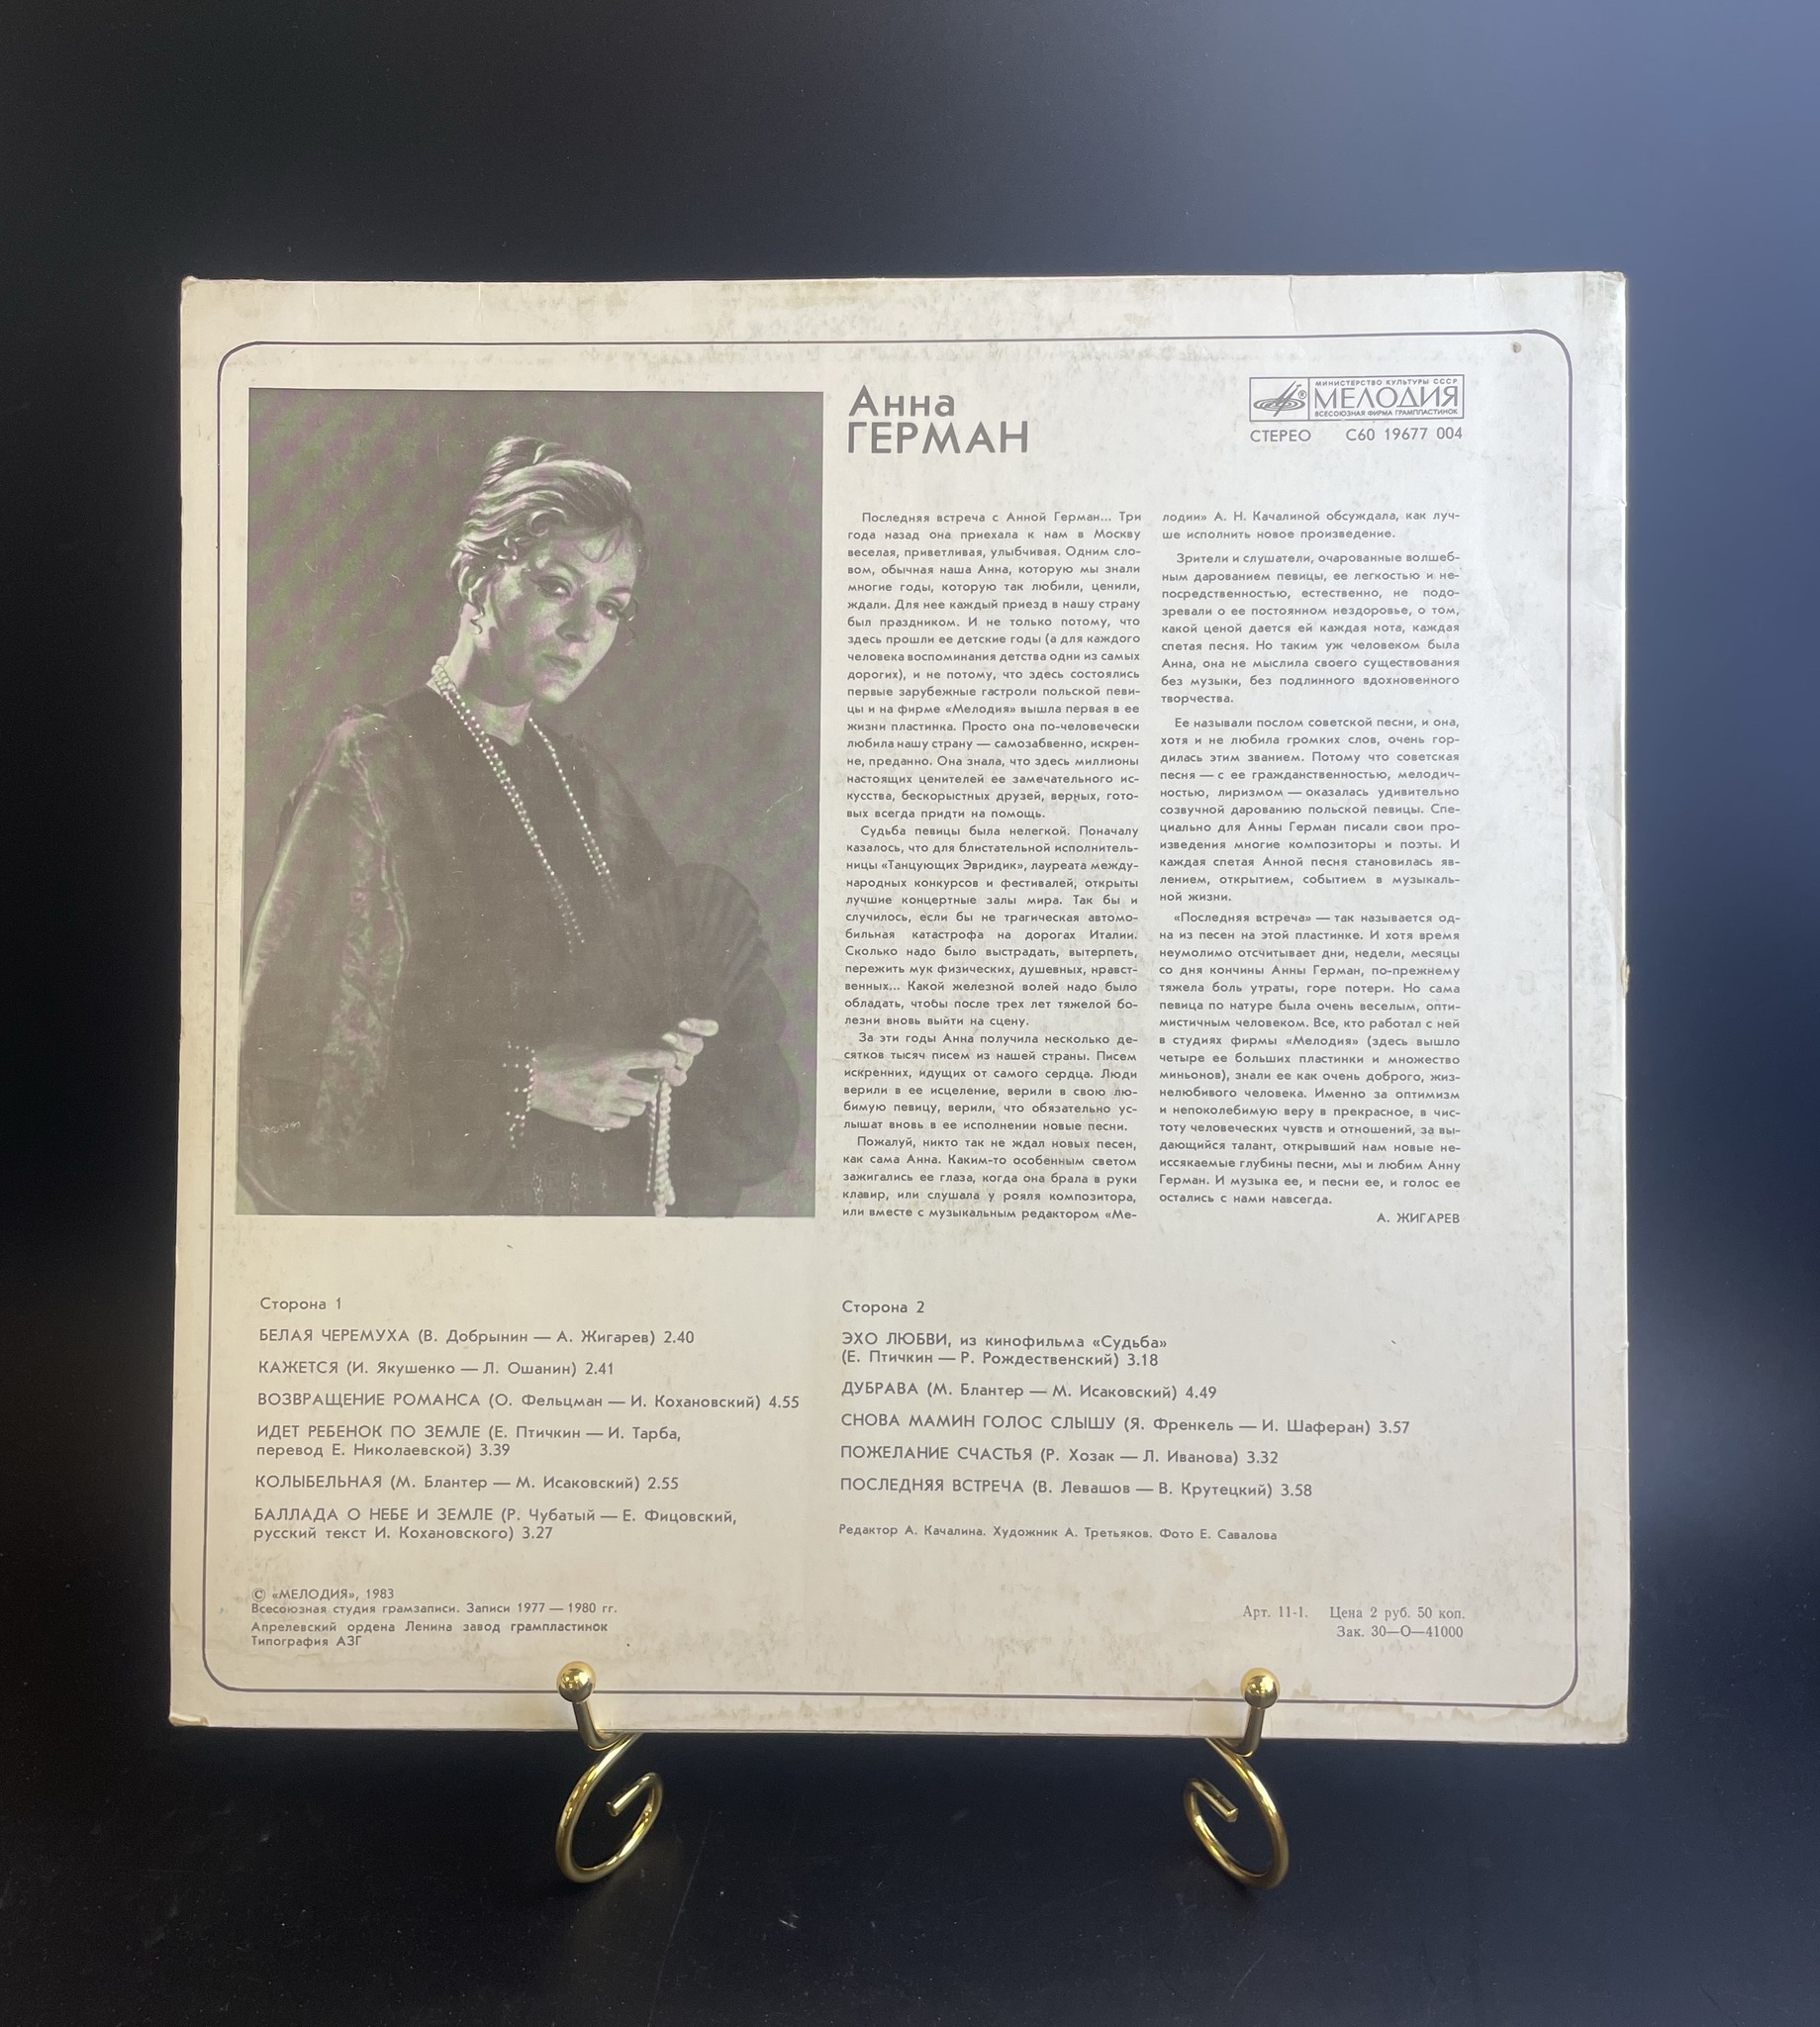 Анна
ГЕРМАН
МИНИСТЕРСТВО КУЛЬТУРЫ СССР
МЕЛОДИЯ
ВСЕСОЮЗНАЯ ФИРМА ГРАМПЛАСТИНОК
СТЕРЕО С60 19677 004
Последняя встреча с Анной Герман... Три
года назад она приехала к нам в Москву
веселая, приветливая, улыбчивая. Одним сло-
вом, обычная наша Анна, которую мы знали
многие годы, которую так любили, ценили,
ждали. Для нее каждый приезд в нашу страну
был праздником. И не только потому, что
здесь прошли ее детские годы (а для каждого
человека воспоминания детства одни из самых
дорогих), и не потому, что здесь состоялись
первые зарубежные гастроли польской певи-
цы и на фирме «Мелодия» вышла первая в ее
жизни пластинка. Просто она по-человечески
любила нашу страну — самозабвенно, искрен-
не, преданно. Она знала, что здесь миллионы
настоящих ценителей ее замечательного ис-
кусства, бескорыстных друзей, верных, гото-
вых всегда придти на помощь.
Судьба певицы была нелегкой. Поначалу
казалось, что для блистательной исполнитель-
ницы «Танцующих Эвридик», лауреата между-
народных конкурсов и фестивалей, открыты
лучшие концертные залы мира. Так бы и
случилось, если бы не трагическая автомо-
бильная катастрофа на дорогах Италии.
Сколько надо было выстрадать, вытерпеть,
пережить мук физических, душевных, нравст-
венных... Какой железной волей надо было
обладать, чтобы после трех лет тяжелой бо-
лезни вновь выйти на сцену.
За эти годы Анна получила несколько де-
сятков тысяч писем из нашей страны. Писем
искренних, идущих от самого сердца. Люди
верили в ее исцеление, верили в свою лю-
бимую певицу, верили, что обязательно ус-
лышат вновь в ее исполнении новые песни.
Пожалуй, никто так не ждал новых песен,
как сама Анна. Каким-то особенным светом
зажигались ее глаза, когда она брала в руки
клавир, или слушала у рояля композитора,
или вместе с музыкальным редактором «Ме-
лодии» А. Н. Качалиной обсуждала, как луч-
ше исполнить новое произведение.
Зрители и слушатели, очарованные волшеб-
ным дарованием певицы, ее легкостью и не-
посредственностью, естественно, не подо-
зревали о ее постоянном нездоровье, о том,
какой ценой дается ей каждая нота, каждая
спетая песня. Но таким уж человеком была
Анна, она не мыслила своего существования
без музыки, без подлинного вдохновенного
творчества.
Ее называли послом советской песни, и она,
хотя и не любила громких слов, очень гор-
дилась этим званием. Потому что советская
песня — с ее гражданственностью, мелодич-
ностью, лиризмом — оказалась удивительно
созвучной дарованию польской певицы. Спе-
циально для Анны Герман писали свои про-
изведения многие композиторы и поэты. И
каждая спетая Анной песня становилась яв-
лением, открытием, событием в музыкаль-
ной жизни.
«Последняя встреча» — так называется од-
на из песен на этой пластинке. И хотя время
неумолимо отсчитывает дни, недели, месяцы
со дня кончины Анны Герман, по-прежнему
тяжела боль утраты, горе потери. Но сама
певица по натуре была очень веселым, опти-
мистичным человеком. Все, кто работал с ней
в студиях фирмы «Мелодия» (здесь вышло
четыре ее больших пластинки и множество
миньонов), знали ее как очень доброго, жиз-
нелюбивого человека. Именно за оптимизм
и непоколебимую веру в прекрасное, в чис-
тоту человеческих чувств и отношений, за вы-
дающийся талант, открывший нам новые не-
иссякаемые глубины песни, мы и любим Анну
Герман. И музыка ее, и песни ее, и голос ее
остались с нами навсегда.
А. ЖИГАРЕВ
Сторона 1
БЕЛАЯ ЧЕРЕМУХА (В. Добрынин — А. Жигарев) 2.40
КАЖЕТСЯ (И. Якушенко — Л. Ошанин) 2.41
ВОЗВРАЩЕНИЕ РОМАНСА (О. Фельцман — И. Кохановский) 4.55
ИДЕТ РЕБЕНОК ПО ЗЕМЛЕ (Е. Птичкин — И. Тарба,
перевод Е. Николаевской) 3.39
КОЛЫБЕЛЬНАЯ (М. Блантер — М. Исаковский) 2.55
БАЛЛАДА О НЕБЕ И ЗЕМЛЕ (Р. Чубатый — Е. Фицовский,
русский текст И. Кохановского) 3.27
Сторона 2
ЭХО ЛЮБВИ, из кинофильма «Судьба»
(Е. Птичкин — Р. Рождественский) 3.18
ДУБРАВА (М. Блантер — М. Исаковский) 4.49
СНОВА МАМИН ГОЛОС СЛЫШУ (Я. Френкель — И. Шаферан) 3.57
ПОЖЕЛАНИЕ СЧАСТЬЯ (Р. Хозак — Л. Иванова) 3.32
ПОСЛЕДНЯЯ ВСТРЕЧА (В. Левашов — В. Крутецкий) 3.58
Редактор А. Качалина. Художник А. Третьяков. Фото Е. Савалова
© «МЕЛОДИЯ», 1983
Всесоюзная студия грамзаписи. Записи 1977 — 1980 гг.
Апрелевский ордена Ленина завод грампластинок
Типография АЗГ
Арт. 11-1. Цена 2 руб. 50 коп.
Зак. 30—О—41000